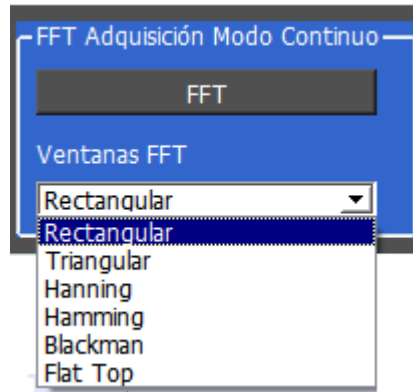 FFT Adquisición Modo Continuo
FFT
Ventanas FFT
Rectangular
Rectangular
Triangular
Hanning
Hamming
Blackman
Flat Top